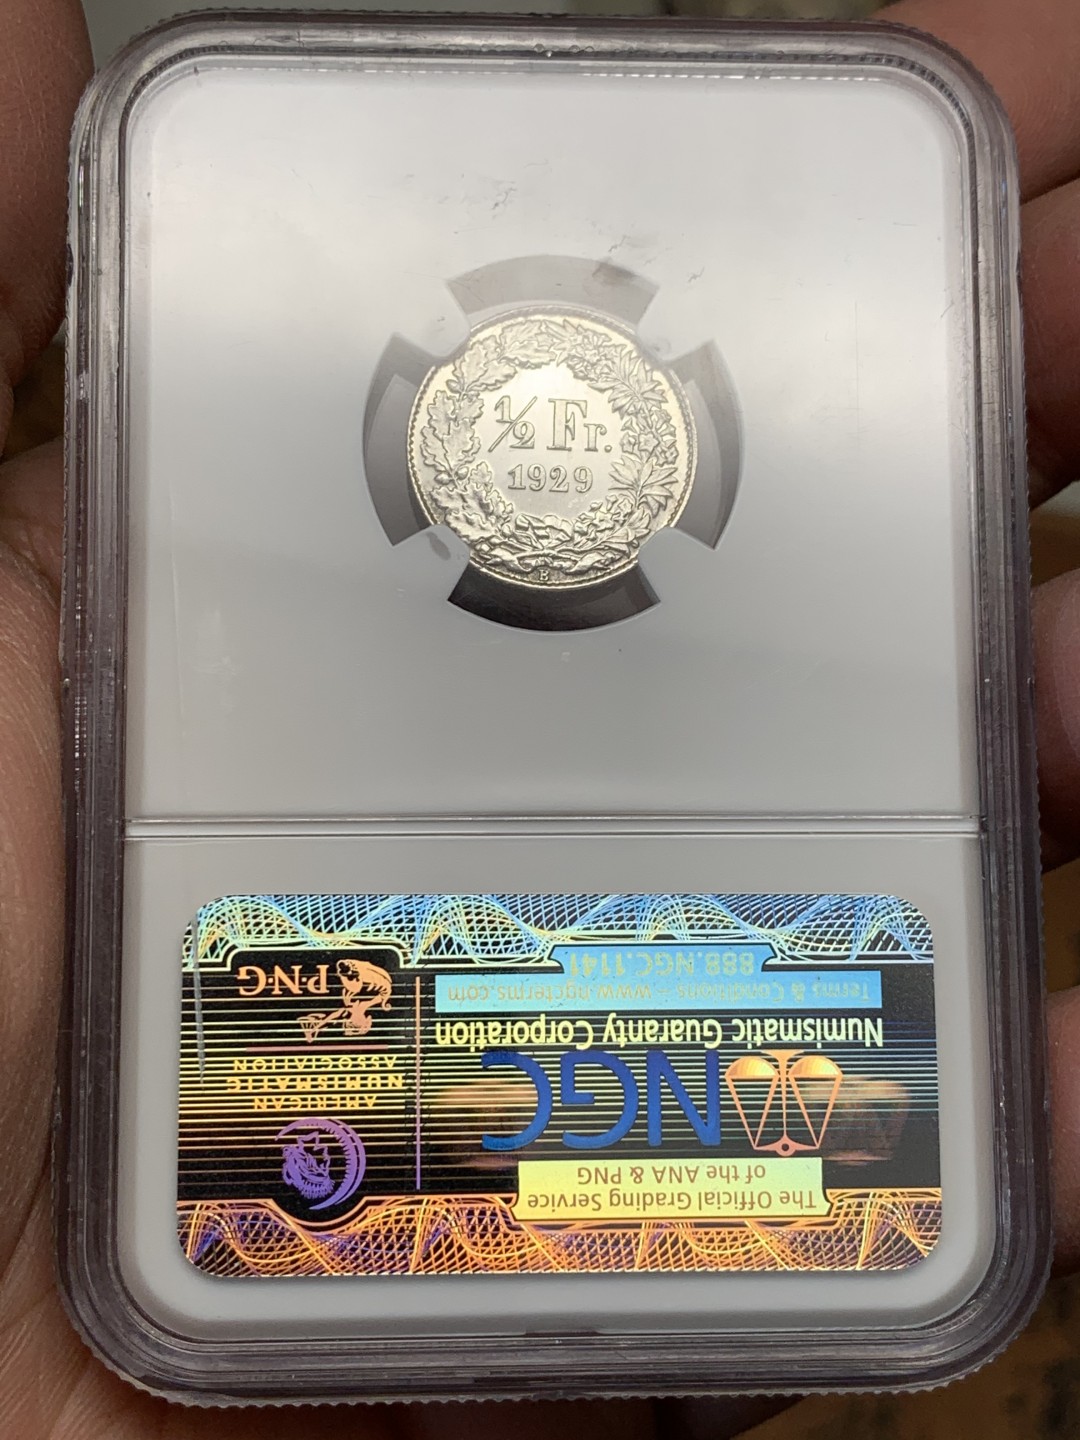 ½ Fr.
1929
B
The Official Grading Service
of the ANA & PNG
NGC
Numismatic Guaranty Corporation
Terms & Conditions – www.ngcterms.com
888.NGC.1141
AMERICAN
NUMISMATIC
ASSOCIATION
P·N·G